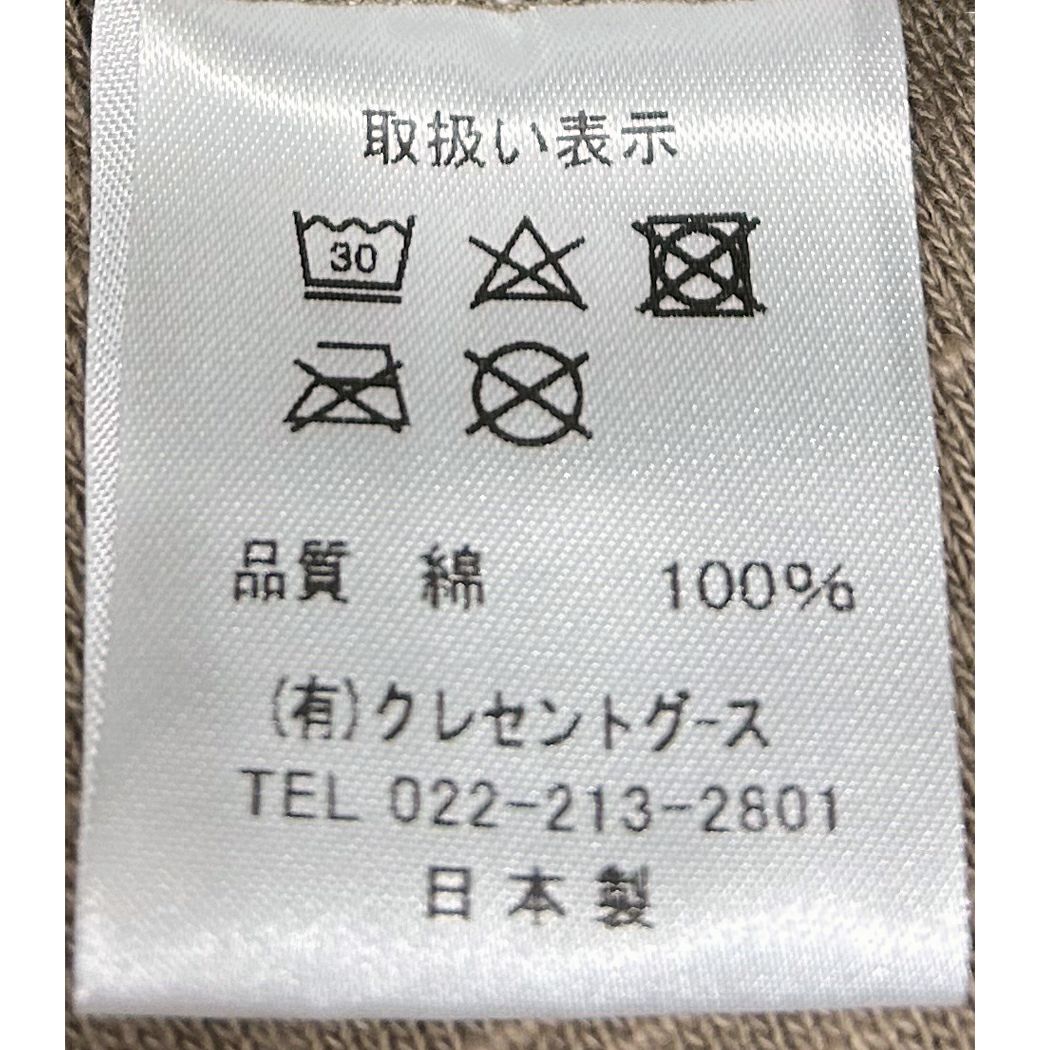 取扱い表示
30
品質 綿 100%
(有)クレセントグース
TEL 022-213-2801
日本製